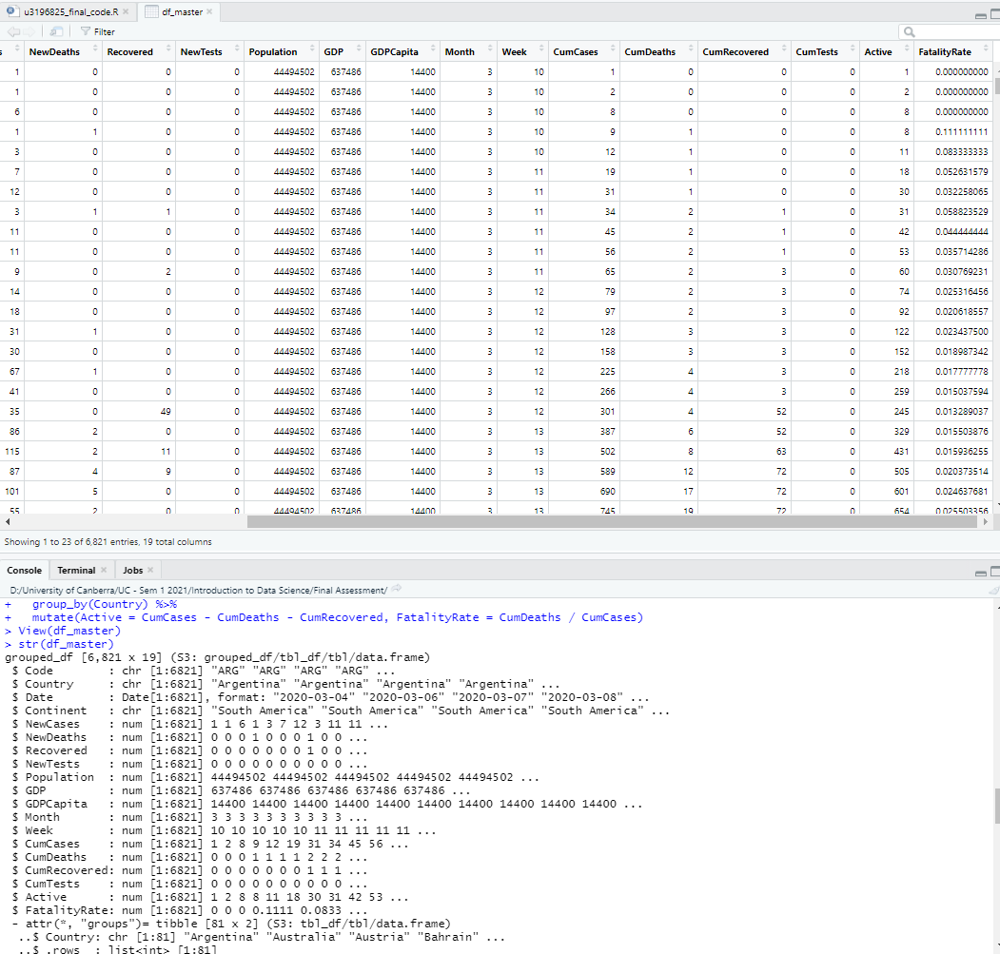 u3196825_final_code.R df_master
Filter
s NewDeaths Recovered NewTests Population GDP GDPCapita Month Week CumCases CumDeaths CumRecovered CumTests Active FatalityRate
1 0 0 0 44494502 637486 14400 3 10 1 0 0 0 1 0.000000000
1 0 0 0 44494502 637486 14400 3 10 2 0 0 0 2 0.000000000
6 0 0 0 44494502 637486 14400 3 10 8 0 0 0 8 0.000000000
1 1 0 0 44494502 637486 14400 3 10 9 1 0 0 8 0.111111111
3 0 0 0 44494502 637486 14400 3 10 12 1 0 0 11 0.083333333
7 0 0 0 44494502 637486 14400 3 11 19 1 0 0 18 0.052631579
12 0 0 0 44494502 637486 14400 3 11 31 1 0 0 30 0.032258065
3 1 1 0 44494502 637486 14400 3 11 34 2 1 0 31 0.058823529
11 0 0 0 44494502 637486 14400 3 11 45 2 1 0 42 0.044444444
11 0 0 0 44494502 637486 14400 3 11 56 2 1 0 53 0.035714286
9 0 2 0 44494502 637486 14400 3 11 65 2 3 0 60 0.030769231
14 0 0 0 44494502 637486 14400 3 12 79 2 3 0 74 0.025316456
18 0 0 0 44494502 637486 14400 3 12 97 2 3 0 92 0.020618557
31 1 0 0 44494502 637486 14400 3 12 128 3 3 0 122 0.023437500
30 0 0 0 44494502 637486 14400 3 12 158 3 3 0 152 0.018987342
67 1 0 0 44494502 637486 14400 3 12 225 4 3 0 218 0.017777778
41 0 0 0 44494502 637486 14400 3 12 266 4 3 0 259 0.015037594
35 0 49 0 44494502 637486 14400 3 12 301 4 52 0 245 0.013289037
86 2 0 0 44494502 637486 14400 3 13 387 6 52 0 329 0.015503876
115 2 11 0 44494502 637486 14400 3 13 502 8 63 0 431 0.015936255
87 4 9 0 44494502 637486 14400 3 13 589 12 72 0 505 0.020373514
101 5 0 0 44494502 637486 14400 3 13 690 17 72 0 601 0.024637681
55 2 0 0 44494502 637486 14400 3 13 745 19 72 0 654 0.025503356
Showing 1 to 23 of 6,821 entries, 19 total columns
Console Terminal Jobs
D:/University of Canberra/UC - Sem 1 2021/Introduction to Data Science/Final Assessment/
+ group_by(Country) %>%
+ mutate(Active = CumCases - CumDeaths - CumRecovered, FatalityRate = CumDeaths / CumCases)
> View(df_master)
> str(df_master)
grouped_df [6,821 x 19] (S3: grouped_df/tbl_df/tbl/data.frame)
$ Code : chr [1:6821] "ARG" "ARG" "ARG" "ARG" ...
$ Country : chr [1:6821] "Argentina" "Argentina" "Argentina" "Argentina" ...
$ Date : Date[1:6821], format: "2020-03-04" "2020-03-06" "2020-03-07" "2020-03-08" ...
$ Continent : chr [1:6821] "South America" "South America" "South America" "South America" ...
$ NewCases : num [1:6821] 1 1 6 1 3 7 12 3 11 11 ...
$ NewDeaths : num [1:6821] 0 0 0 1 0 0 0 1 0 0 ...
$ Recovered : num [1:6821] 0 0 0 0 0 0 0 1 0 0 ...
$ NewTests : num [1:6821] 0 0 0 0 0 0 0 0 0 0 ...
$ Population : num [1:6821] 44494502 44494502 44494502 44494502 44494502 ...
$ GDP : num [1:6821] 637486 637486 637486 637486 637486 ...
$ GDPCapita : num [1:6821] 14400 14400 14400 14400 14400 14400 14400 14400 14400 14400 ...
$ Month : num [1:6821] 3 3 3 3 3 3 3 3 3 3 ...
$ Week : num [1:6821] 10 10 10 10 10 11 11 11 11 11 ...
$ CumCases : num [1:6821] 1 2 8 9 12 19 31 34 45 56 ...
$ CumDeaths : num [1:6821] 0 0 0 1 1 1 1 2 2 2 ...
$ CumRecovered: num [1:6821] 0 0 0 0 0 0 0 1 1 1 ...
$ CumTests : num [1:6821] 0 0 0 0 0 0 0 0 0 0 ...
$ Active : num [1:6821] 1 2 8 8 11 18 30 31 42 53 ...
$ FatalityRate: num [1:6821] 0 0 0 0.1111 0.0833 ...
- attr(*, "groups")= tibble [81 x 2] (S3: tbl_df/tbl/data.frame)
..$ Country: chr [1:81] "Argentina" "Australia" "Austria" "Bahrain" ...
..$ .rows : list<int> [1:81]